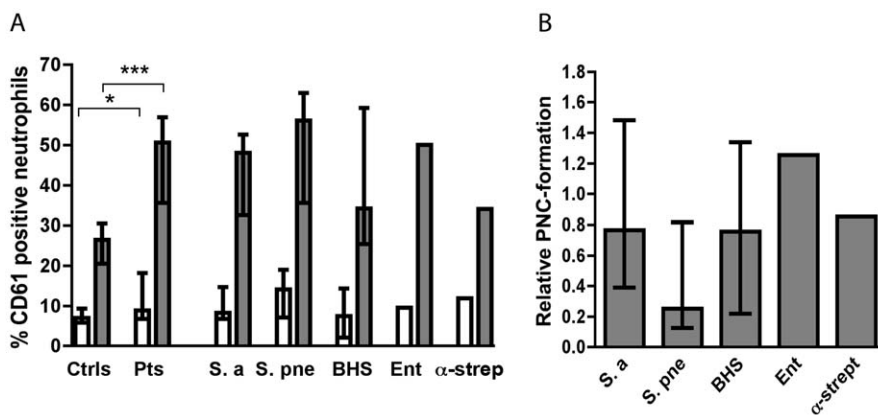 A
% CD61 positive neutrophils
70
60
50
40
30
20
10
0
***
*
Ctrls Pts S. a S. pne BHS Ent α-strep
B
Relative PNC-formation
1.8
1.6
1.4
1.2
1.0
0.8
0.6
0.4
0.2
0.0
S. a
S. pne
BHS
Ent
α-strept